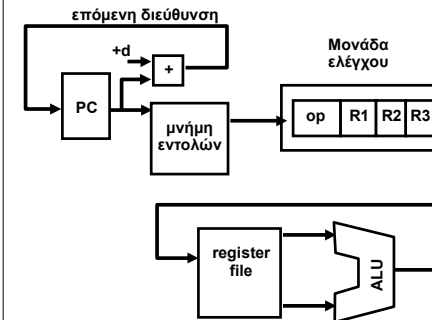 επόμενη διεύθυνση
+d
+
Μονάδα
ελέγχου
PC
μνήμη
εντολών
op R1 R2 R3
register
file
ALU